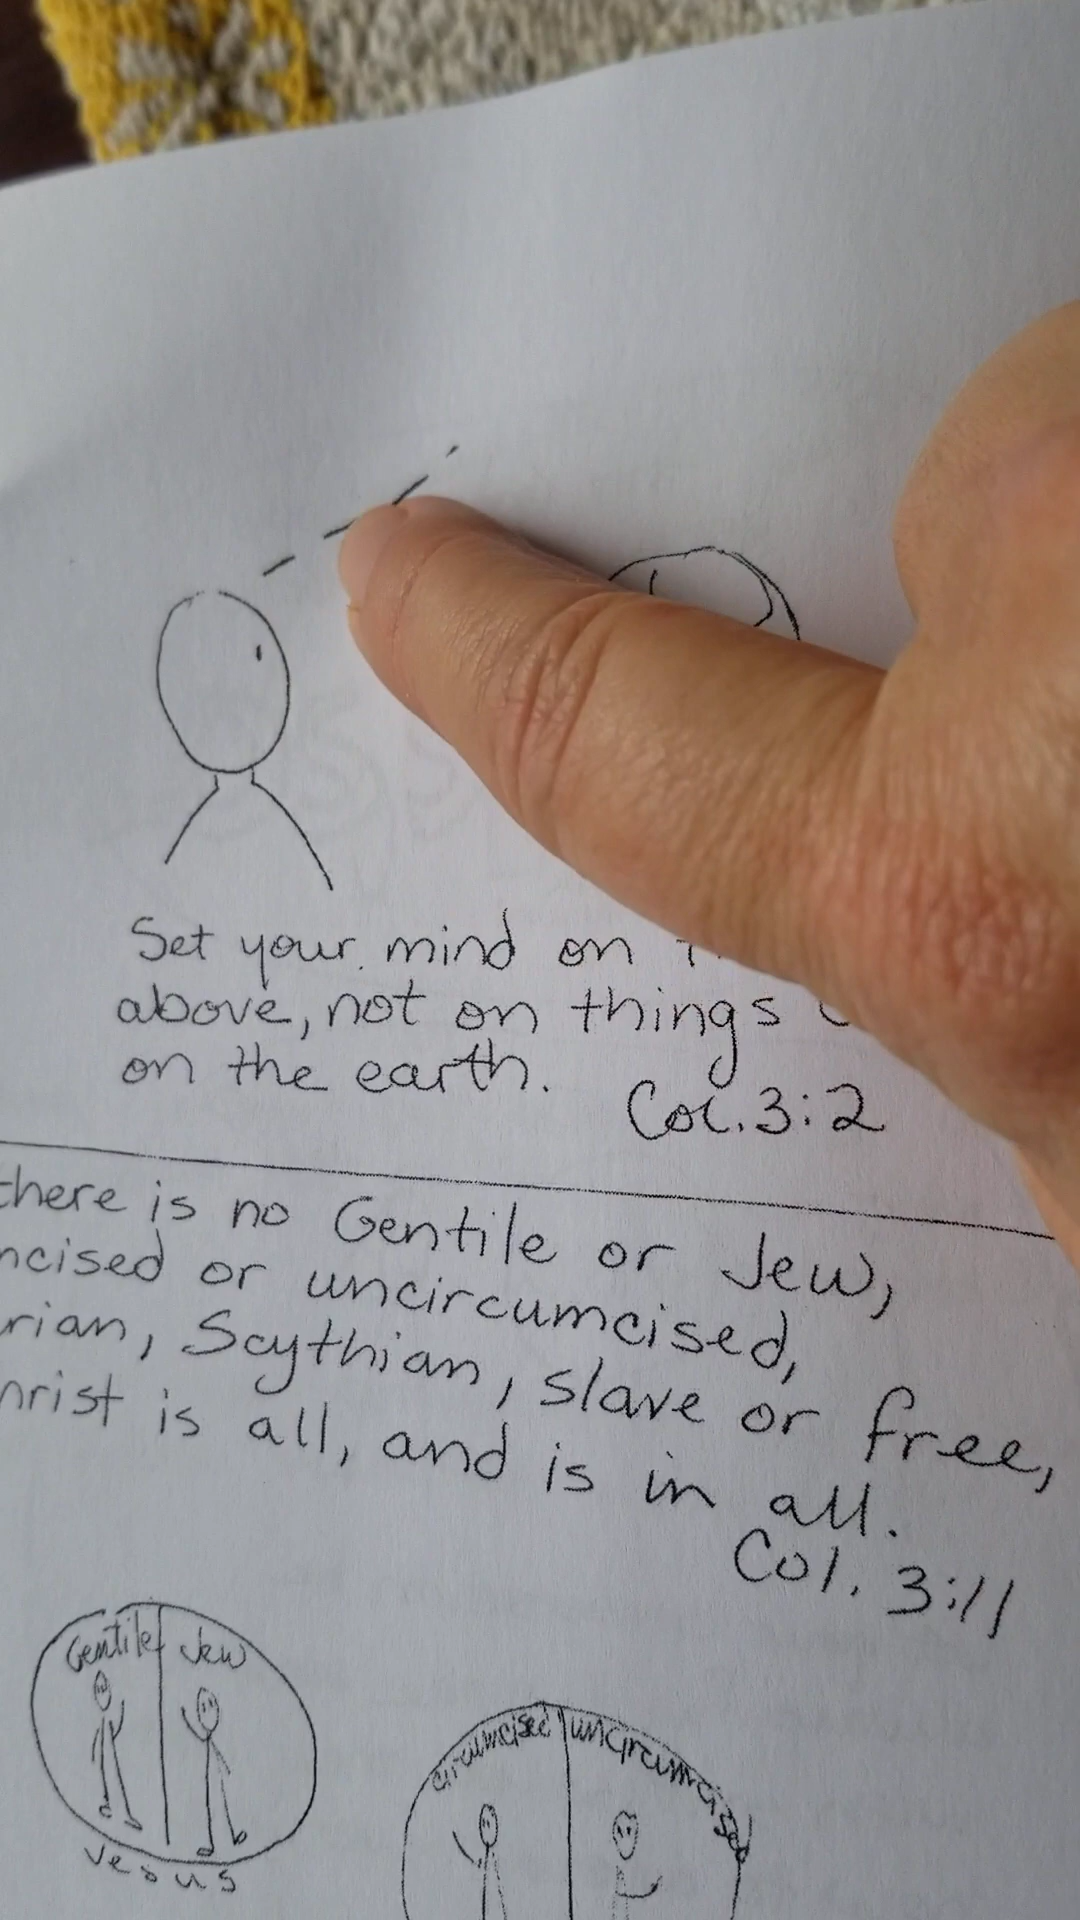 Set your mind on
above, not on things
on the earth.
Col. 3:2
there is no Gentile or Jew,
ncised or uncircumcised,
rian, Scythian, slave or free,
hrist is all, and is in all.
Col. 3:11
Gentile Jew
Jesus
circumcised uncircumcised